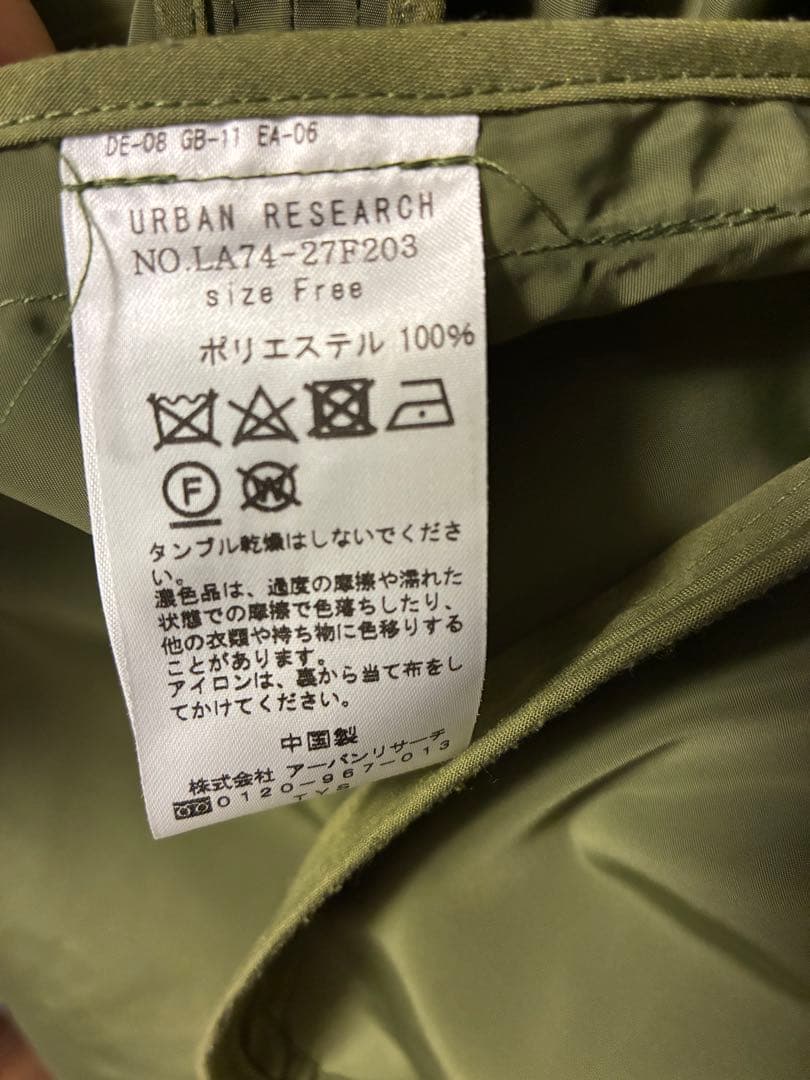 DE-08 GB-11 EA-06
URBAN RESEARCH
NO.LA74-27F203
size Free
ポリエステル 100%
F
W
タンブル乾燥はしないでくださ
い。
濃色品は、過度の摩擦や濡れた
状態での摩擦で色落ちしたり、
他の衣類や持ち物に色移りする
ことがあります。
アイロンは、裏から当て布をし
てかけてください。
中国製
株式会社 アーバンリサーチ
0120-967-013
TYS